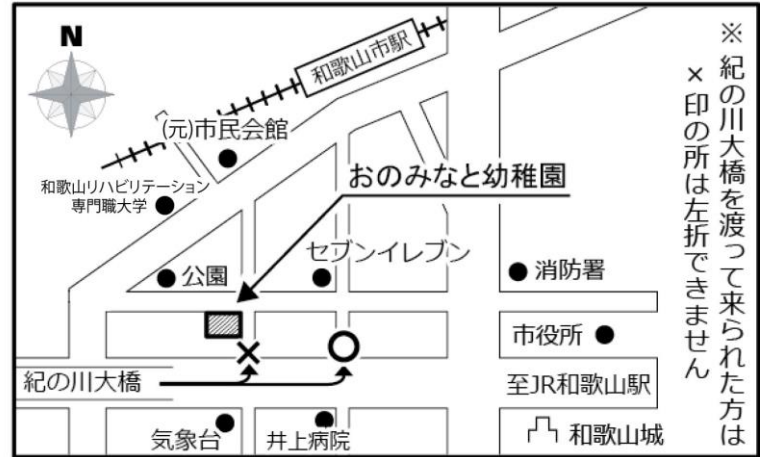 N
和歌山市駅
(元)市民会館
和歌山リハビリテーション
専門職大学
おのみなと幼稚園
公園
セブンイレブン
消防署
市役所
紀の川大橋
至JR和歌山駅
気象台
井上病院
和歌山城
※紀の川大橋を渡って来られた方は
×印の所は左折できません